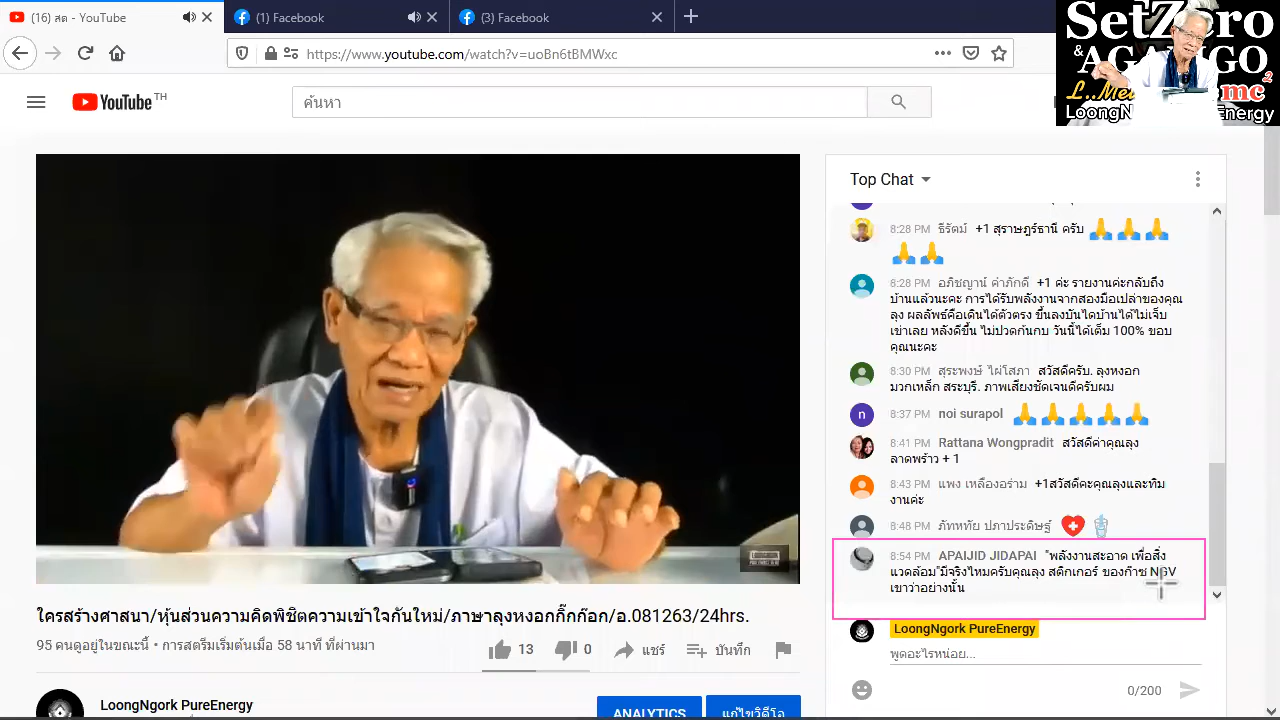 (16) สด - YouTube
(1) Facebook
(3) Facebook
https://www.youtube.com/watch?v=uoBn6tBMWxc
YouTube TH
ค้นหา
SetZero
&
L..Me
mc²
LoongN
Energy
Top Chat
8:28 PM ธีรัตม์ +1 สุราษฎร์ธานี ครับ 🙏🙏🙏
🙏🙏
8:28 PM อภิชญาน์ ต่าภักดี +1 ค่ะ รายงานค่ะกลับถึง
บ้านแล้วนะคะ การได้รับพลังงานจากสองมือเปล่าของคุณ
ลุง ผลลัพธ์คือเดินได้ตัวตรง ขึ้นลงบันไดบ้านได้ไม่เจ็บ
เข่าเลย หลังดีขึ้น ไม่ปวดก้นกบ วันนี้ได้เต็ม 100% ขอบ
คุณนะคะ
8:30 PM สุระพงษ์ ไผ่โสภา สวัสดีครับ. ลุงหงอก
มวกเหล็ก สระบุรี. ภาพเสียงชัดเจนดีครับผม
n
8:37 PM noi surapol 🙏🙏🙏🙏🙏
8:41 PM Rattana Wongpradit สวัสดีค่าคุณลุง
ลาดพร้าว + 1
8:43 PM แพง เหลืองอร่าม +1สวัสดีคะคุณลุงและทีม
งานค่ะ
8:48 PM ภัทหทัย ปภาประดิษฐ์
8:54 PM APAIJID JIDAPAI "พลังงานสะอาด เพื่อสิ่ง
แวดล้อม"มีจริงไหมครับคุณลุง สติกเกอร์ ของก๊าซ NGV
เขาว่าอย่างนั้น
LoongNgork PureEnergy
พูดอะไรหน่อย...
0/200
ใครสร้างศาสนา/หุ้นส่วนความคิดพิชิตความเข้าใจกันใหม่/ภาษาลุงหงอกกิ๊กก๊อก/อ.081263/24hrs.
95 คนดูอยู่ในขณะนี้ • การสตรีมเริ่มต้นเมื่อ 58 นาที ที่ผ่านมา
13
0
แชร์
บันทึก
LoongNgork PureEnergy
ANALYTICS
แก้ไขวิดีโอ